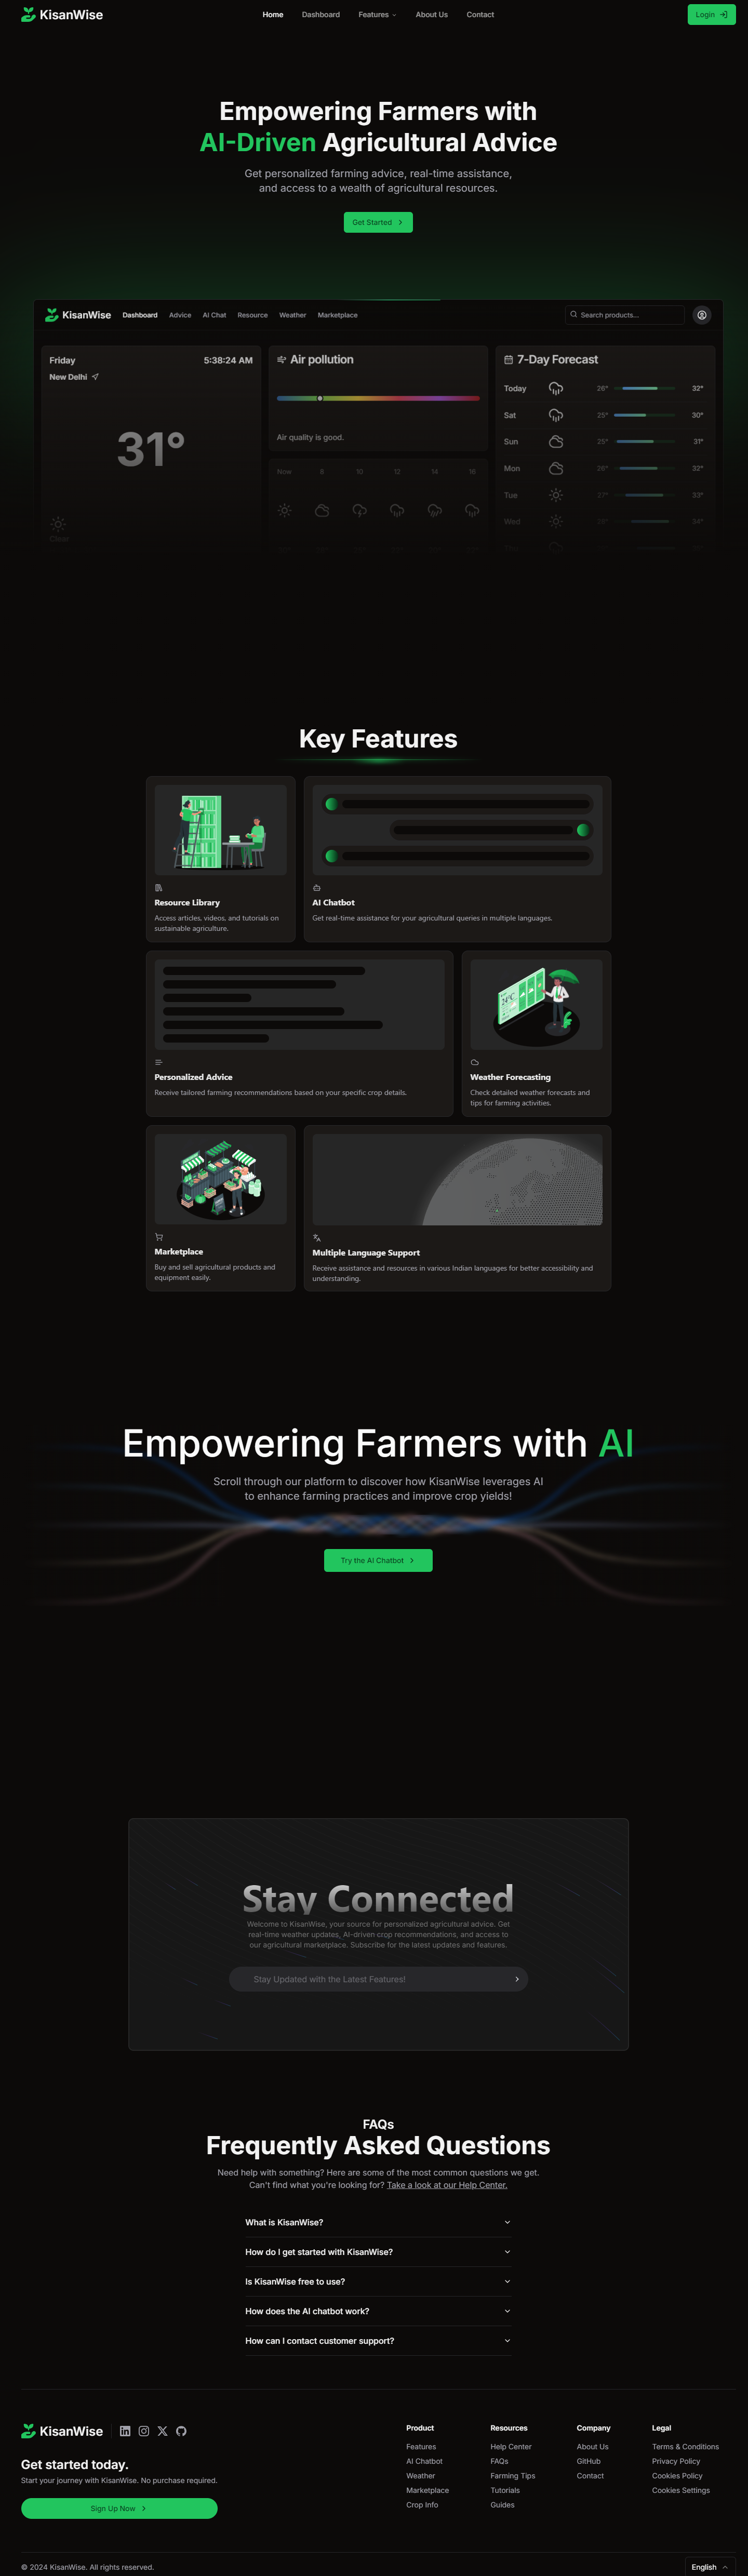 KisanWise
Home Dashboard Features About Us Contact
Login
Empowering Farmers with
AI-Driven Agricultural Advice
Get personalized farming advice, real-time assistance,
and access to a wealth of agricultural resources.
Get Started
KisanWise Dashboard Advice AI Chat Resource Weather Marketplace
Search products...
Friday 5:38:24 AM
New Delhi
31°
Clear
Air pollution
Air quality is good.
Now 8 10 12 14 16
7-Day Forecast
Today 26° 32°
Sat 25° 30°
Sun 25° 31°
Mon 26° 32°
Tue 27° 33°
Wed 28° 34°
Key Features
Resource Library
Access articles, videos, and tutorials on
sustainable agriculture.
AI Chatbot
Get real-time assistance for your agricultural queries in multiple languages.
Personalized Advice
Receive tailored farming recommendations based on your specific crop details.
24°C
Weather Forecasting
Check detailed weather forecasts and
tips for farming activities.
Marketplace
Buy and sell agricultural products and
equipment easily.
Multiple Language Support
Receive assistance and resources in various Indian languages for better accessibility and
understanding.
Empowering Farmers with AI
Scroll through our platform to discover how KisanWise leverages AI
to enhance farming practices and improve crop yields!
Try the AI Chatbot
Stay Connected
Welcome to KisanWise, your source for personalized agricultural advice. Get
real-time weather updates, AI-driven crop recommendations, and access to
our agricultural marketplace. Subscribe for the latest updates and features.
Stay Updated with the Latest Features!
FAQs
Frequently Asked Questions
Need help with something? Here are some of the most common questions we get.
Can't find what you're looking for? Take a look at our Help Center.
What is KisanWise?
How do I get started with KisanWise?
Is KisanWise free to use?
How does the AI chatbot work?
How can I contact customer support?
KisanWise
Get started today.
Start your journey with KisanWise. No purchase required.
Sign Up Now
Product
Features
AI Chatbot
Weather
Marketplace
Crop Info
Resources
Help Center
FAQs
Farming Tips
Tutorials
Guides
Company
About Us
GitHub
Contact
Legal
Terms & Conditions
Privacy Policy
Cookies Policy
Cookies Settings
© 2024 KisanWise. All rights reserved.
English